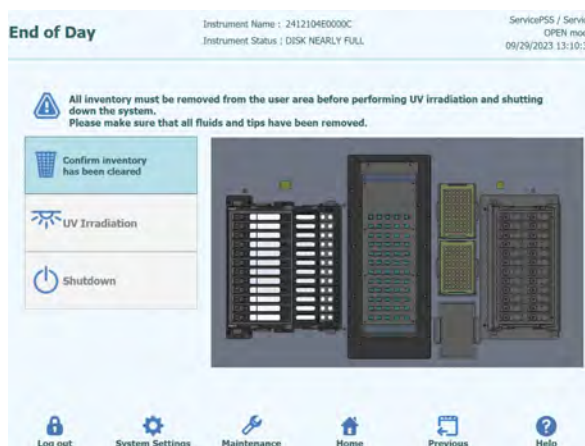 End of Day
Instrument Name : 2412104E0000C
Instrument Status : DISK NEARLY FULL
ServicePSS / Servi
OPEN mo
09/29/2023 13:10:
All inventory must be removed from the user area before performing UV irradiation and shutting
down the system.
Please make sure that all fluids and tips have been removed.
Confirm inventory
has been cleared
UV Irradiation
Shutdown
Log out
System Settings
Maintenance
Home
Previous
Help